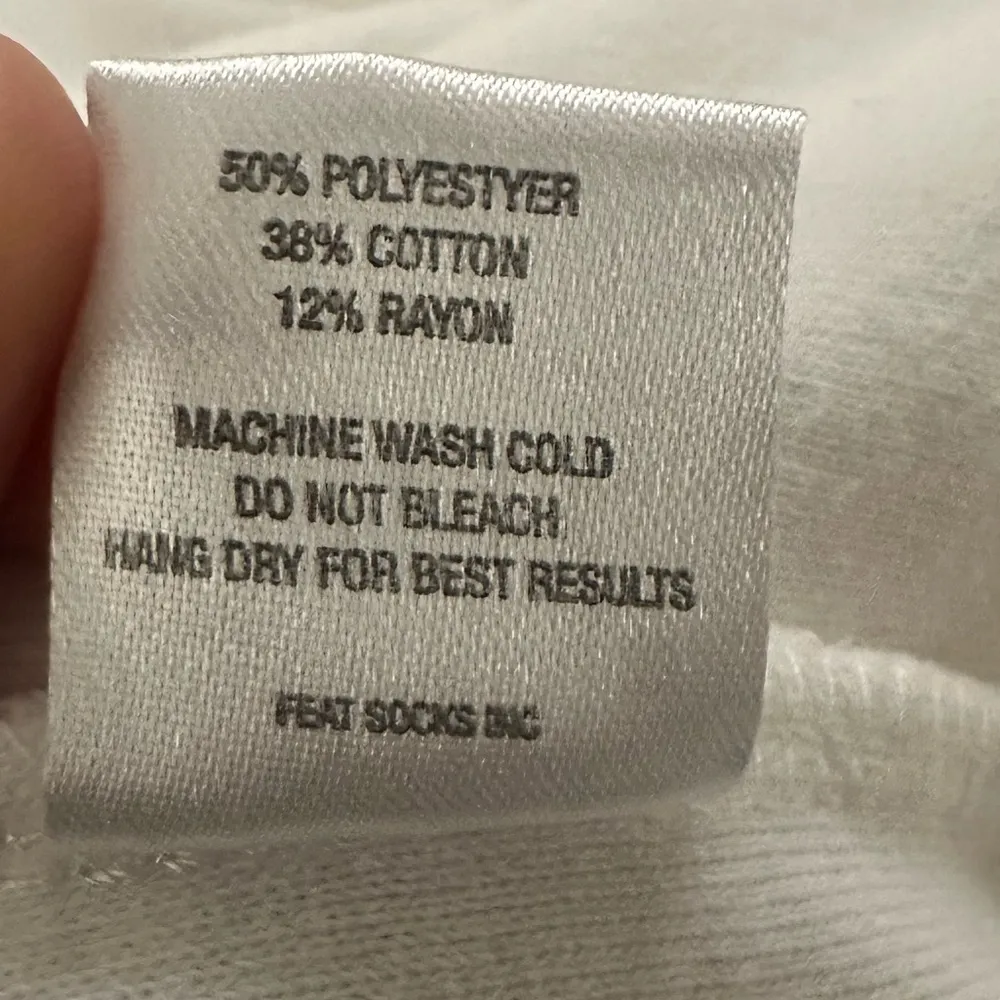 50% POLYESTYER
38% COTTON
12% RAYON
MACHINE WASH COLD
DO NOT BLEACH
HANG DRY FOR BEST RESULTS
FEAT SOCKS INC